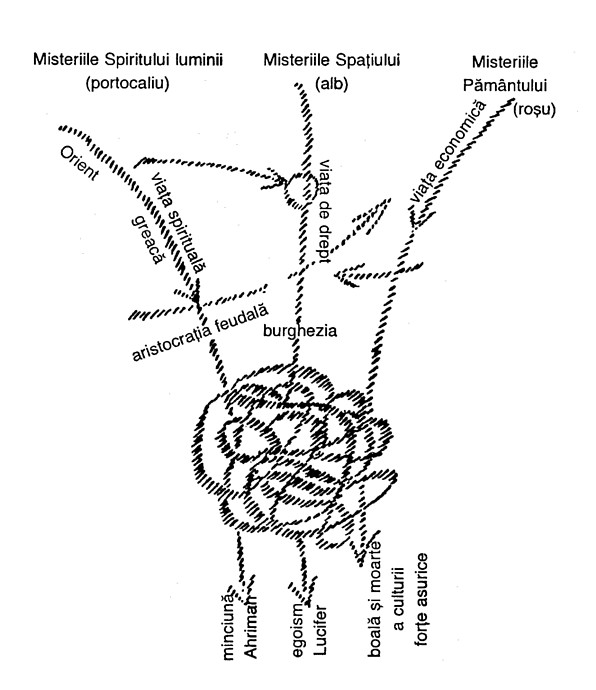 Misteriile Spiritului luminii
(portocaliu)
Misteriile Spațiului
(alb)
Misteriile
Pământului
(roșu)
Orient
viața spirituală
greacă
viața de drept
viața economică
aristocrația feudală
burghezia
minciună
Ahriman
egoism
Lucifer
boală și moarte
a culturii
forțe asurice